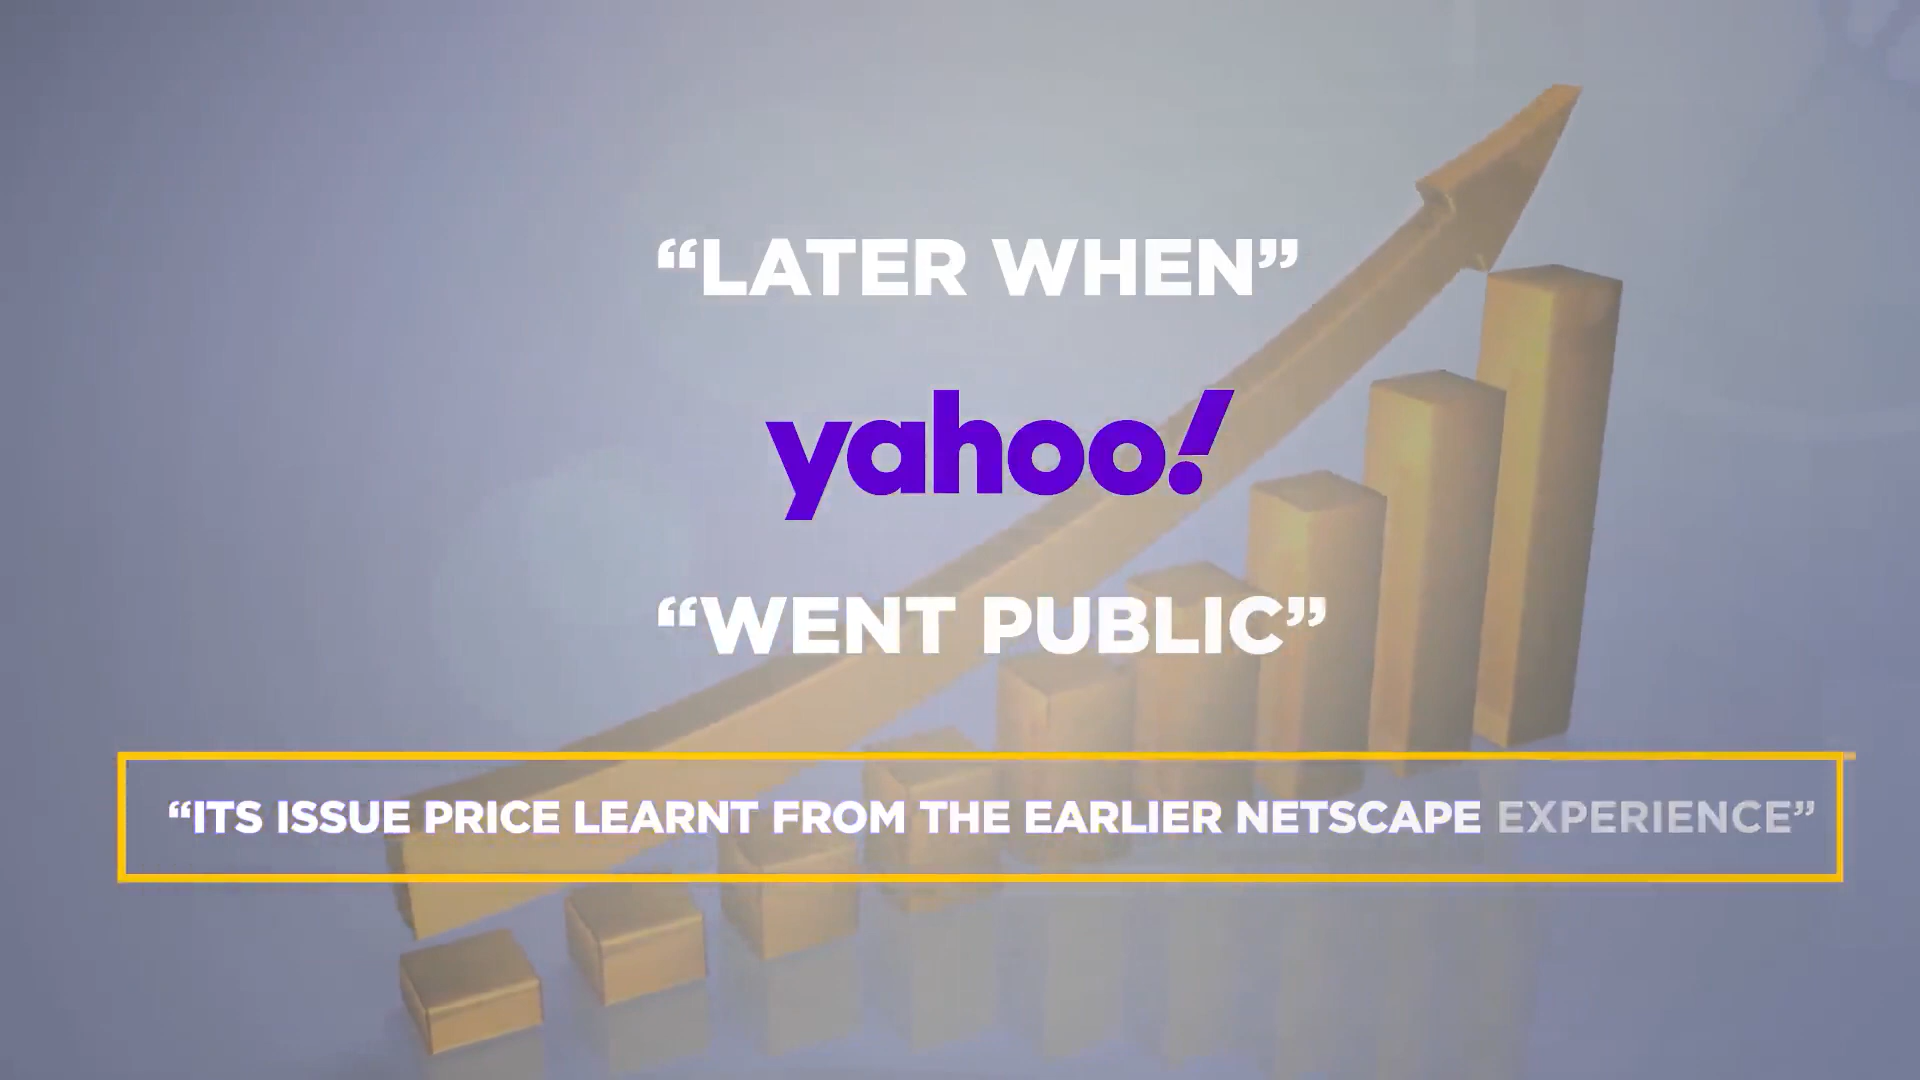 “LATER WHEN”
yahoo!
“WENT PUBLIC”
“ITS ISSUE PRICE LEARNT FROM THE EARLIER NETSCAPE EXPERIENCE”